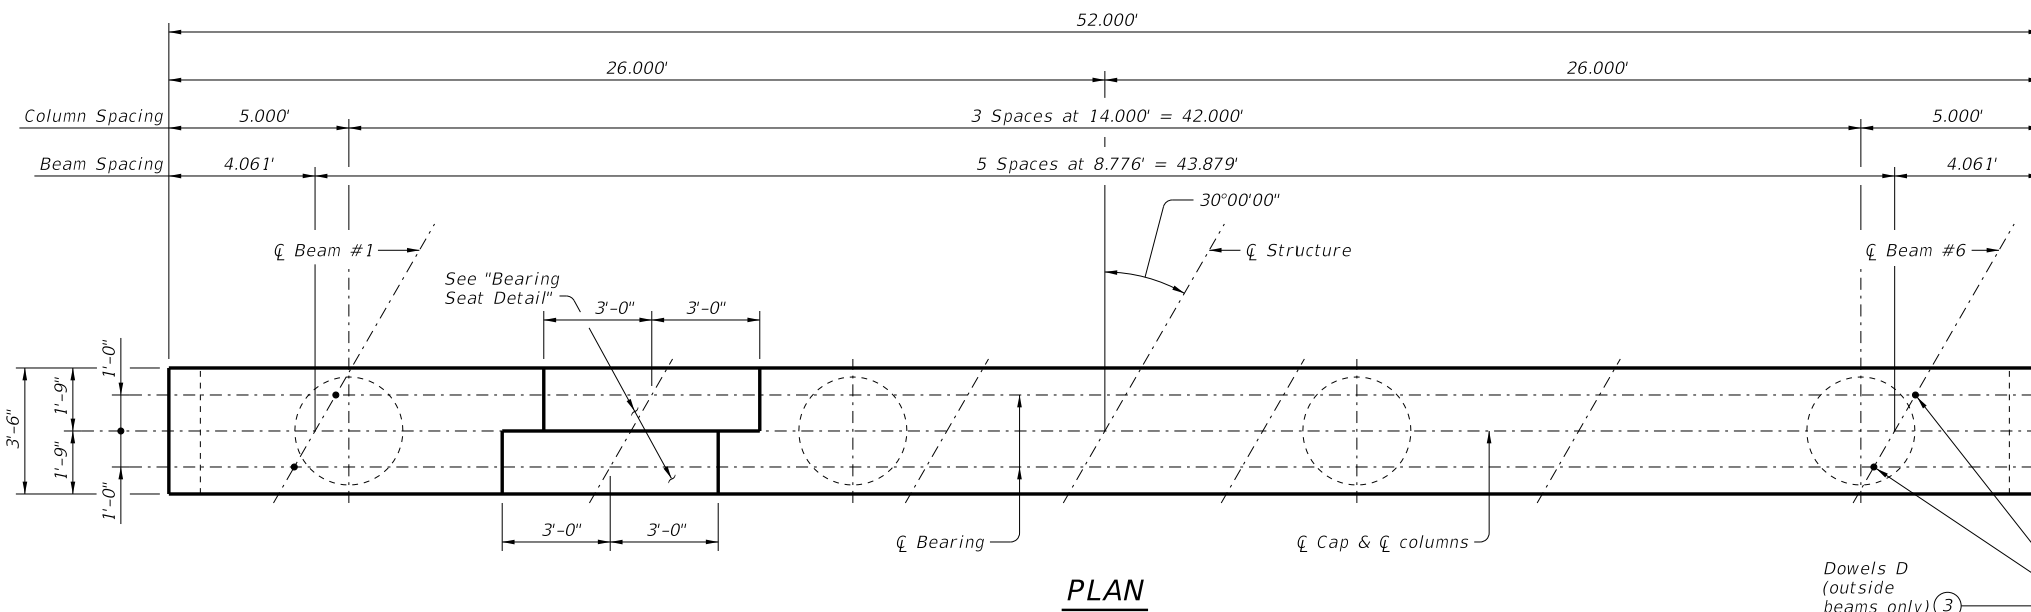 52.000'
26.000'
26.000'
Column Spacing
5.000'
3 Spaces at 14.000' = 42.000'
5.000'
Beam Spacing
4.061'
5 Spaces at 8.776' = 43.879'
4.061'
30°00'00"
℄ Beam #1
℄ Structure
℄ Beam #6
See "Bearing
Seat Detail"
3'-0"
3'-0"
1'-0"
1'-9"
3'-6"
1'-9"
1'-0"
3'-0"
3'-0"
℄ Bearing
℄ Cap & ℄ columns
PLAN
Dowels D
(outside
beams only) 3